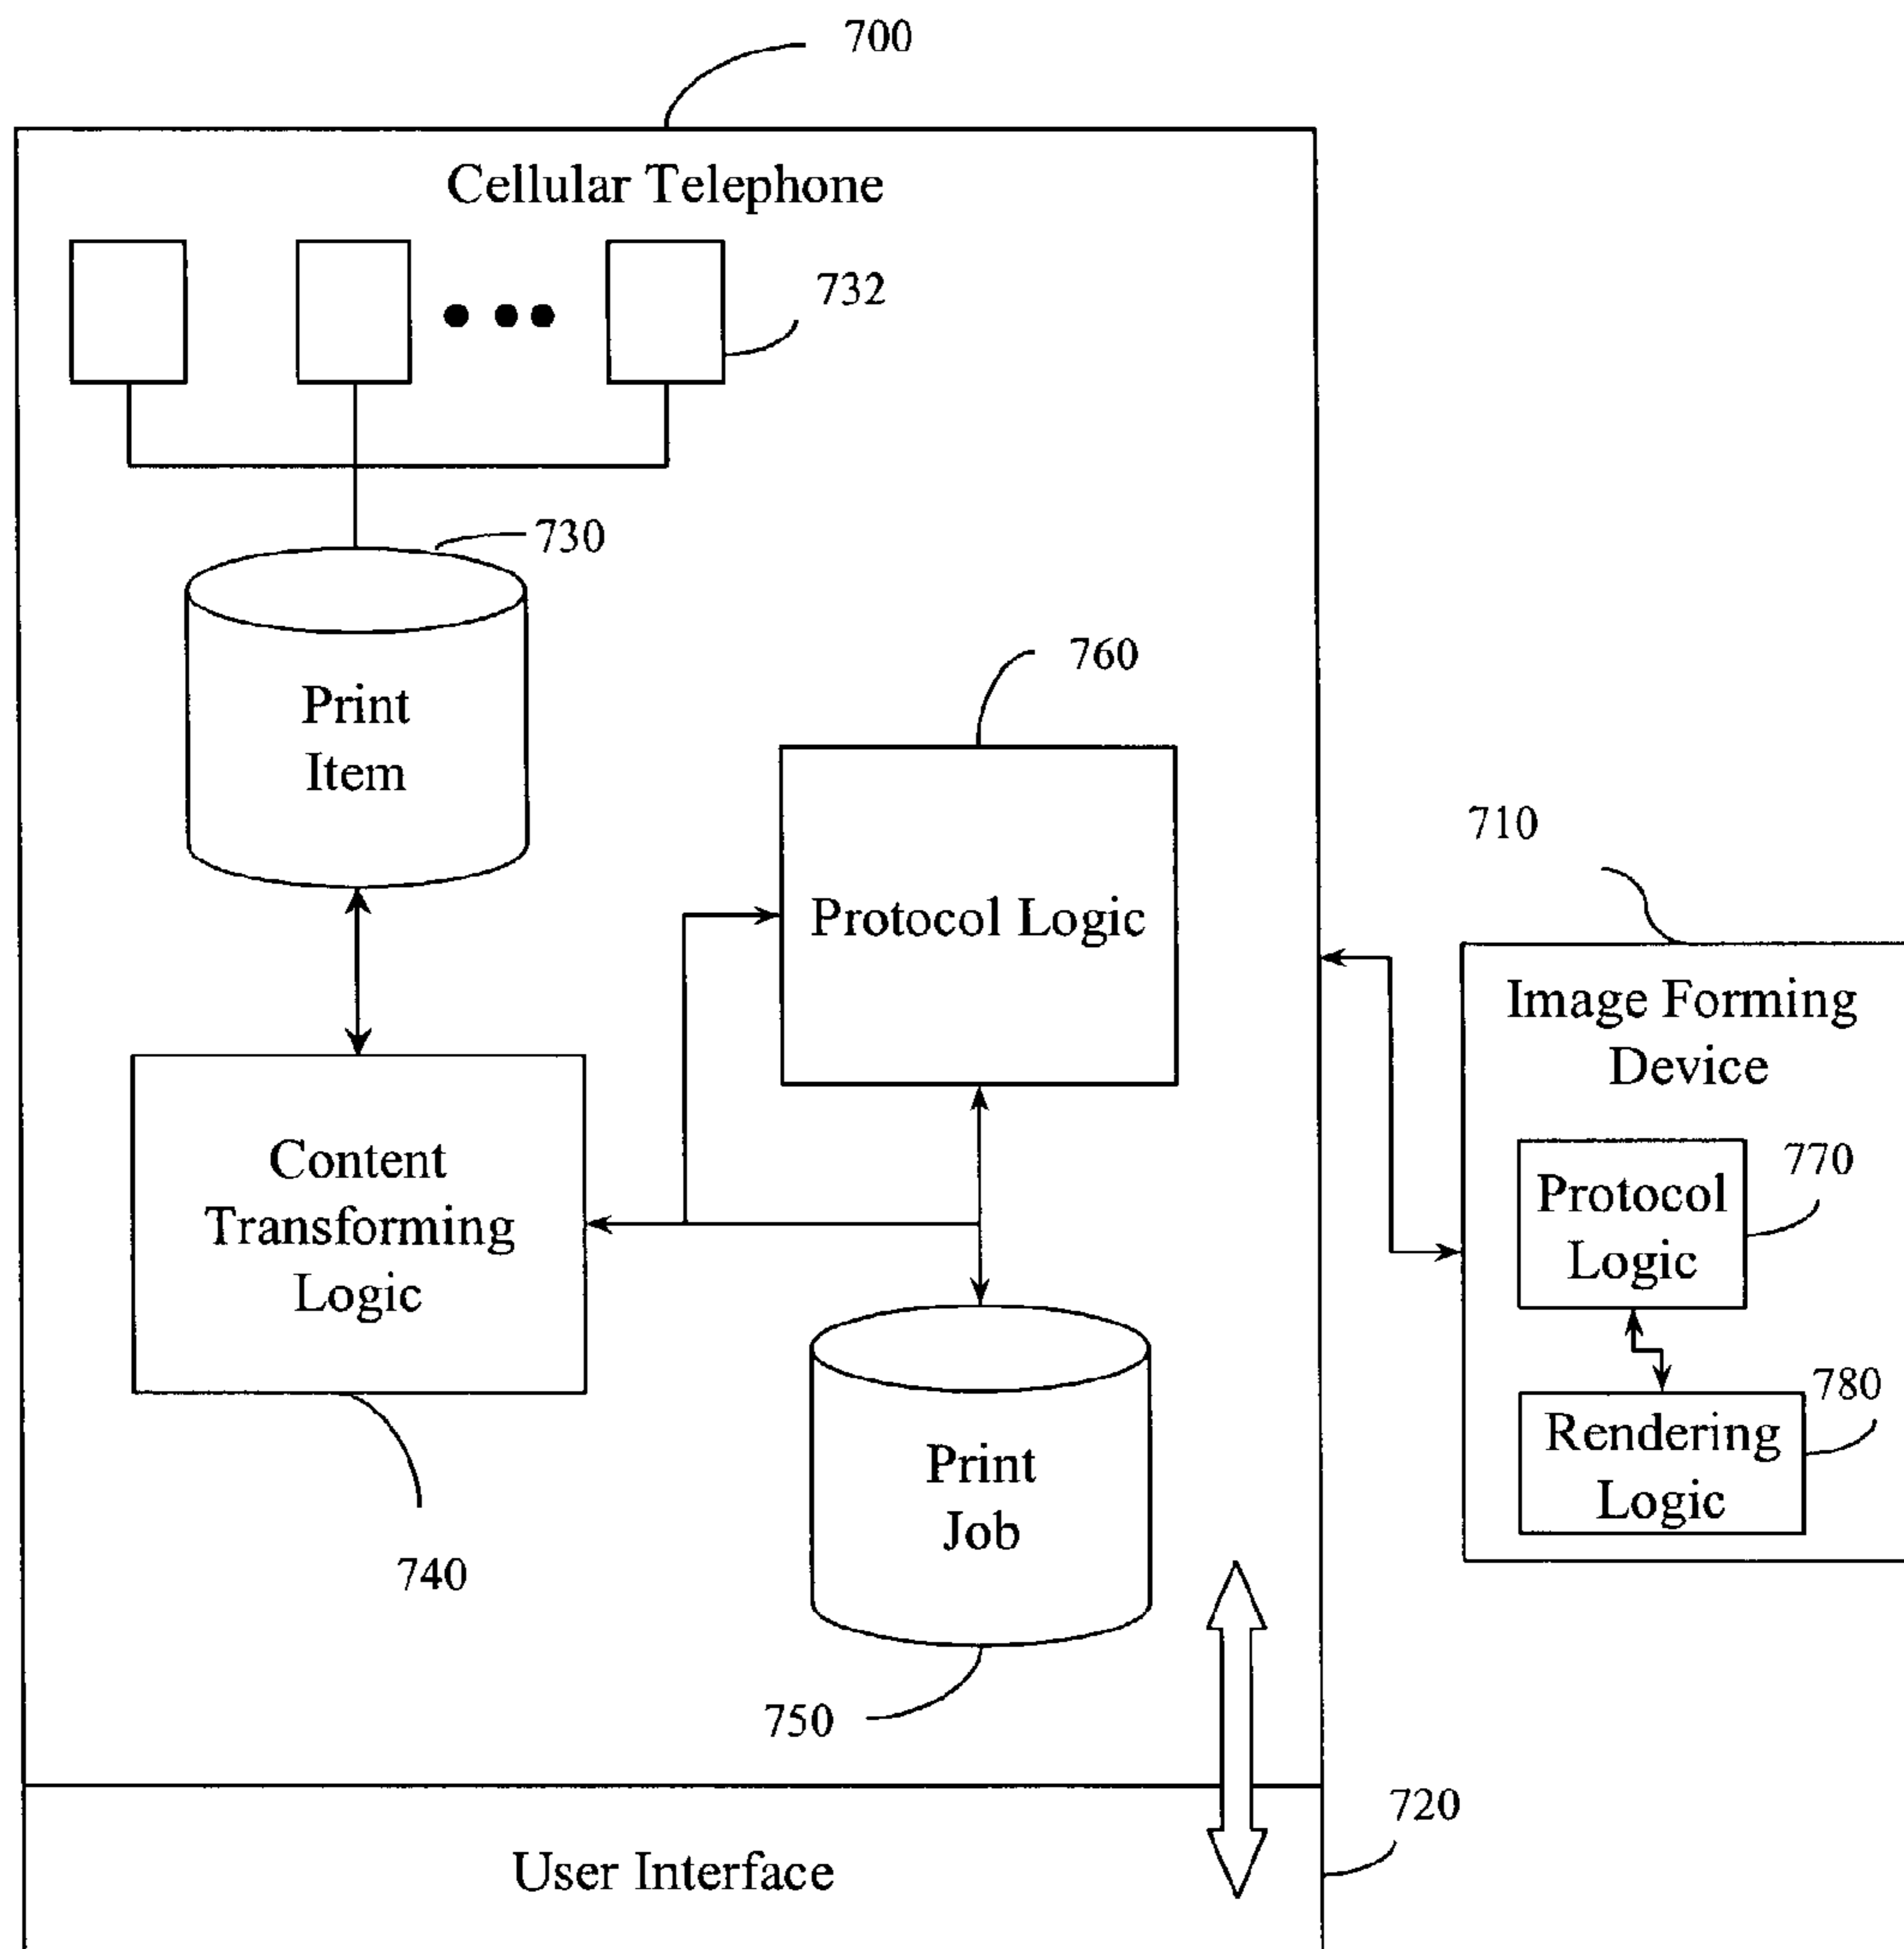 700
Cellular Telephone
732
730
Print
Item
760
Protocol Logic
710
Image Forming
Device
Content
Transforming
Logic
770
Protocol
Logic
780
Rendering
Logic
740
Print
Job
750
720
User Interface